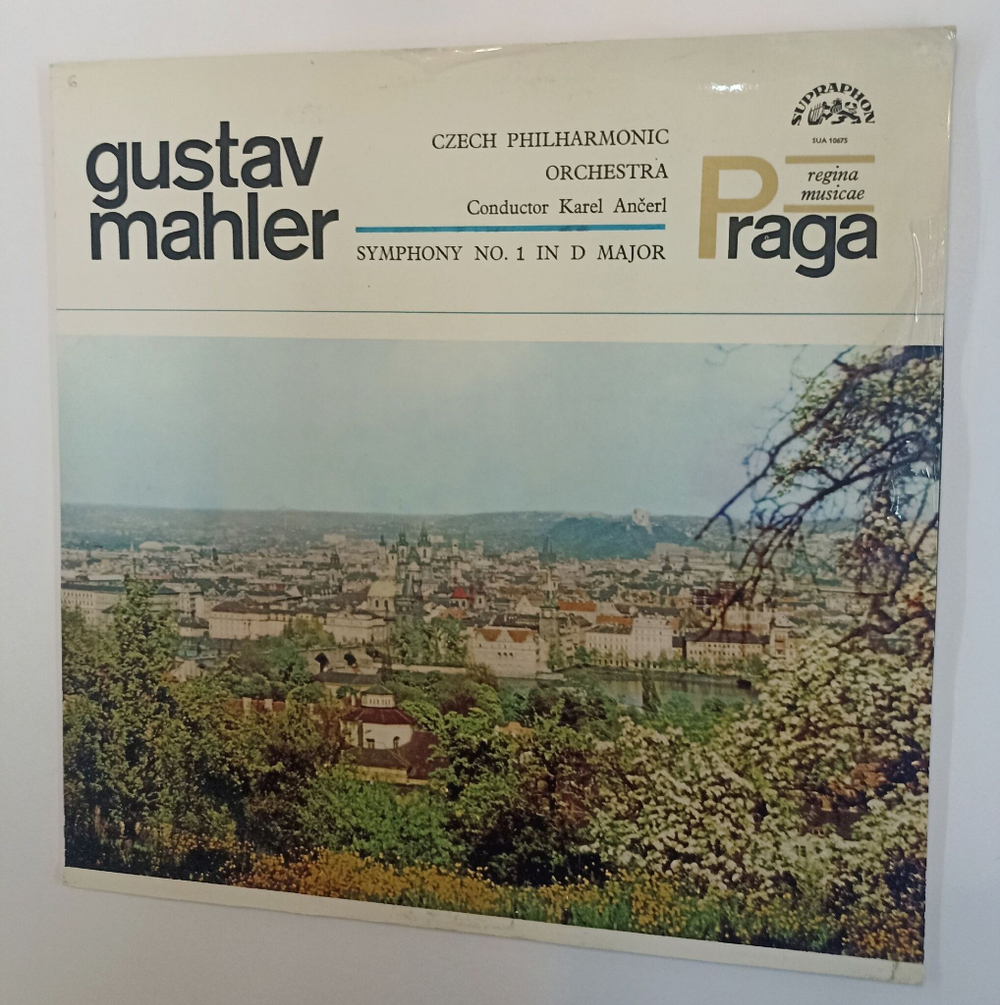 gustav
mahler
CZECH PHILHARMONIC
ORCHESTRA
Conductor Karel Ančerl
SYMPHONY NO. 1 IN D MAJOR
SUPRAPHON
SUA 10675
regina
musicae
Praga